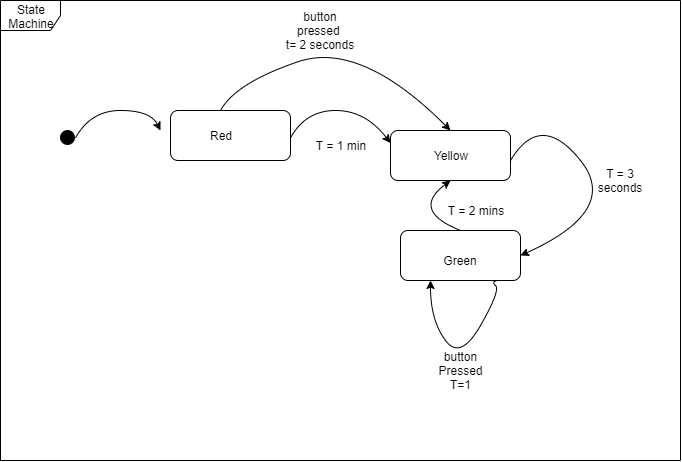 State
Machine
button
pressed
t= 2 seconds
Red
T = 1 min
Yellow
T = 3
seconds
T = 2 mins
Green
button
Pressed
T=1